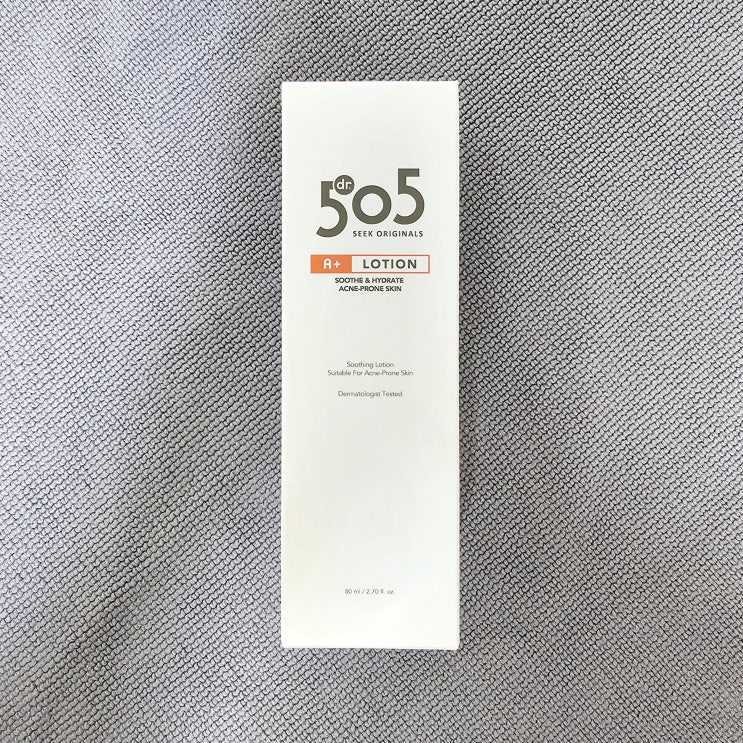 dr
505
SEEK ORIGINALS
A+ LOTION
SOOTHE & HYDRATE
ACNE-PRONE SKIN
Soothing Lotion
Suitable For Acne-Prone Skin
Dermatologist Tested
80 ml / 2.70 fl. oz.